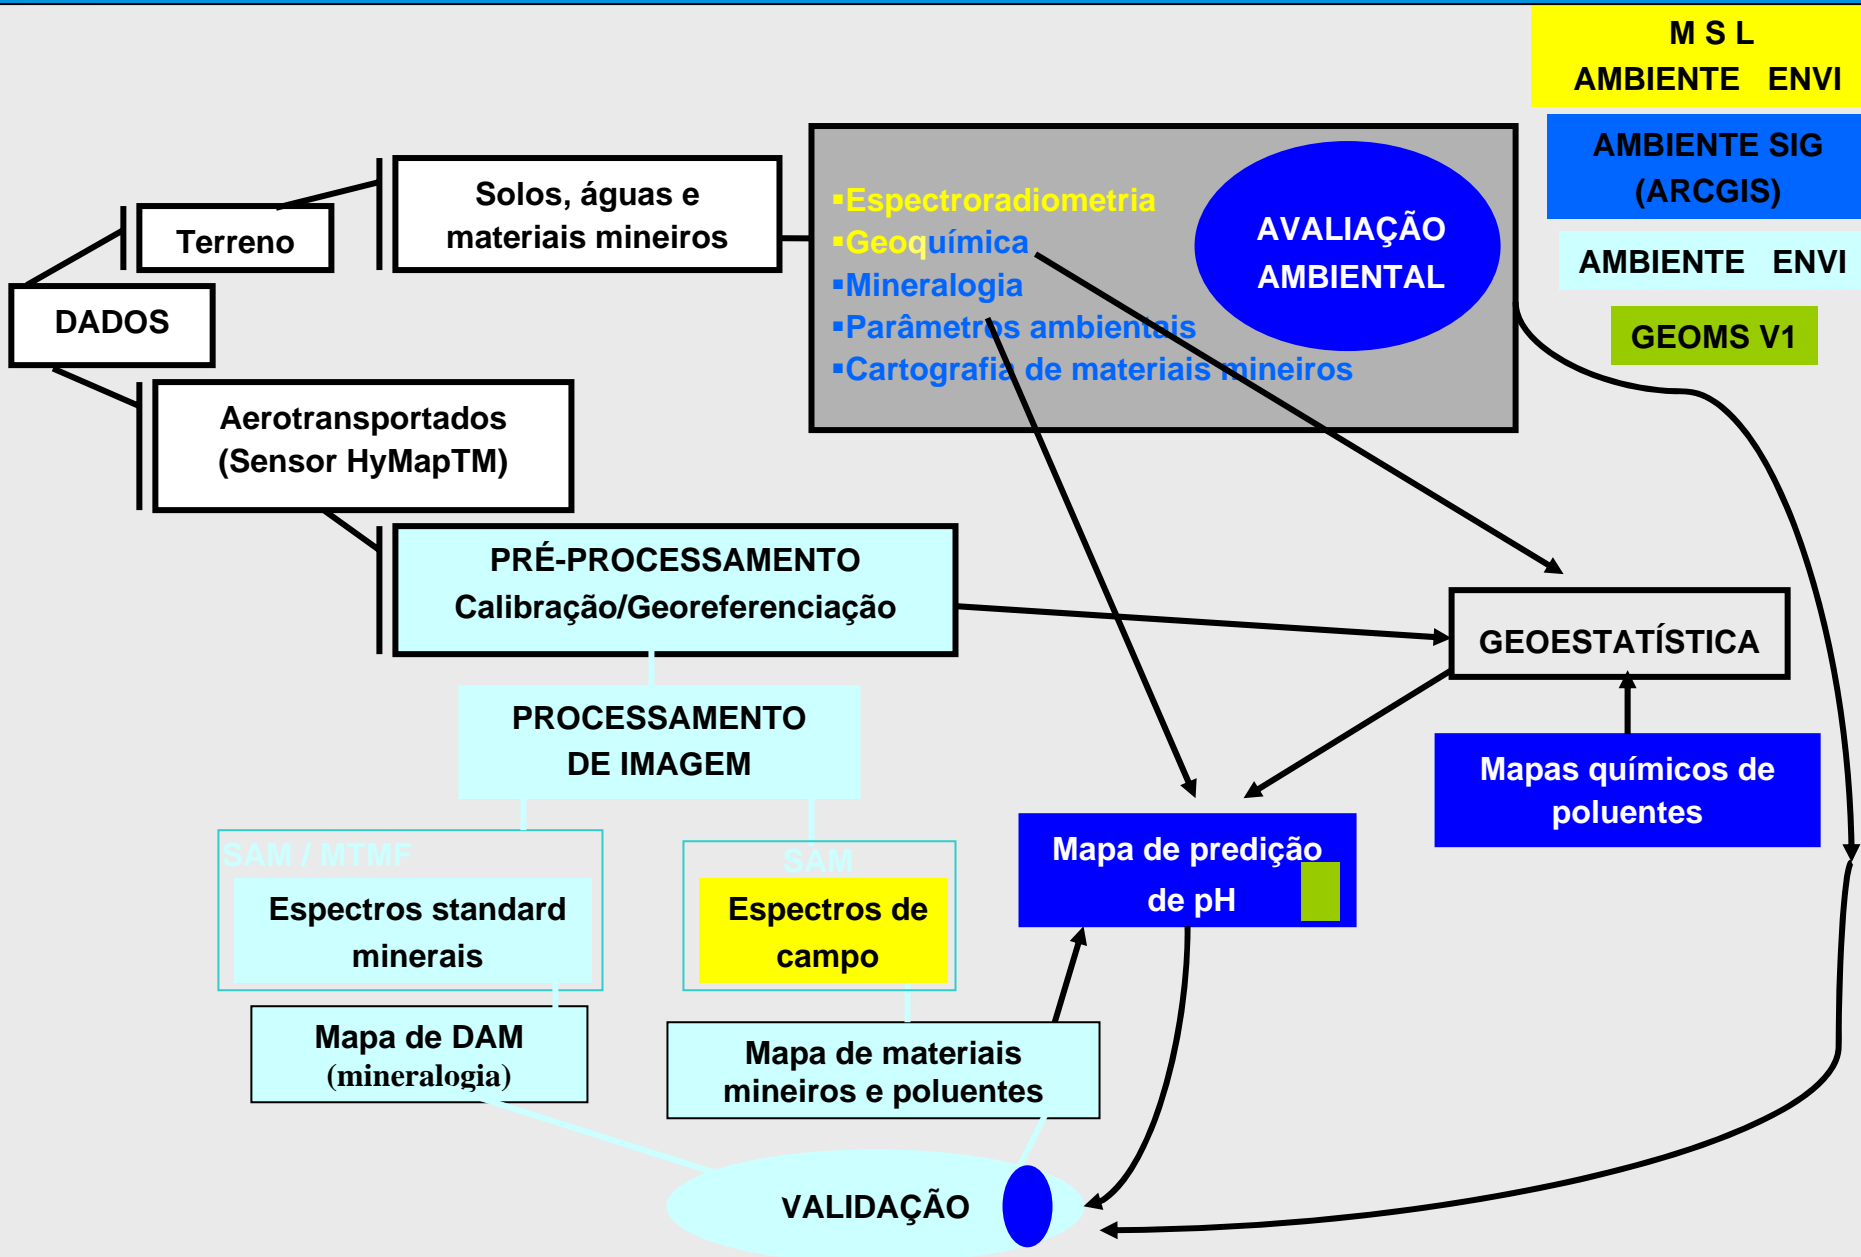 M S L
AMBIENTE ENVI
AMBIENTE SIG
(ARCGIS)
AMBIENTE ENVI
GEOMS V1
Solos, águas e
materiais mineiros
Terreno
DADOS
▪Espectroradiometria
▪Geoquímica
▪Mineralogia
▪Parâmetros ambientais
▪Cartografia de materiais mineiros
AVALIAÇÃO
AMBIENTAL
Aerotransportados
(Sensor HyMapTM)
PRÉ-PROCESSAMENTO
Calibração/Georeferenciação
GEOESTATÍSTICA
PROCESSAMENTO
DE IMAGEM
Mapas químicos de
poluentes
SAM / MTMF
Espectros standard
minerais
SAM
Espectros de
campo
Mapa de predição
de pH
Mapa de DAM
(mineralogia)
Mapa de materiais
mineiros e poluentes
VALIDAÇÃO